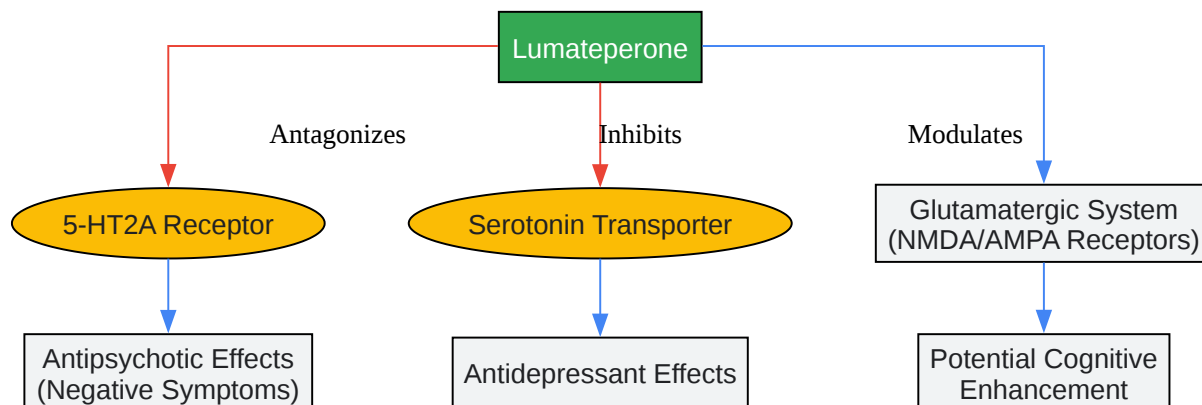 Lumateperone
Antagonizes
Inhibits
Modulates
5-HT2A Receptor
Serotonin Transporter
Glutamatergic System
(NMDA/AMPA Receptors)
Antipsychotic Effects
(Negative Symptoms)
Antidepressant Effects
Potential Cognitive
Enhancement